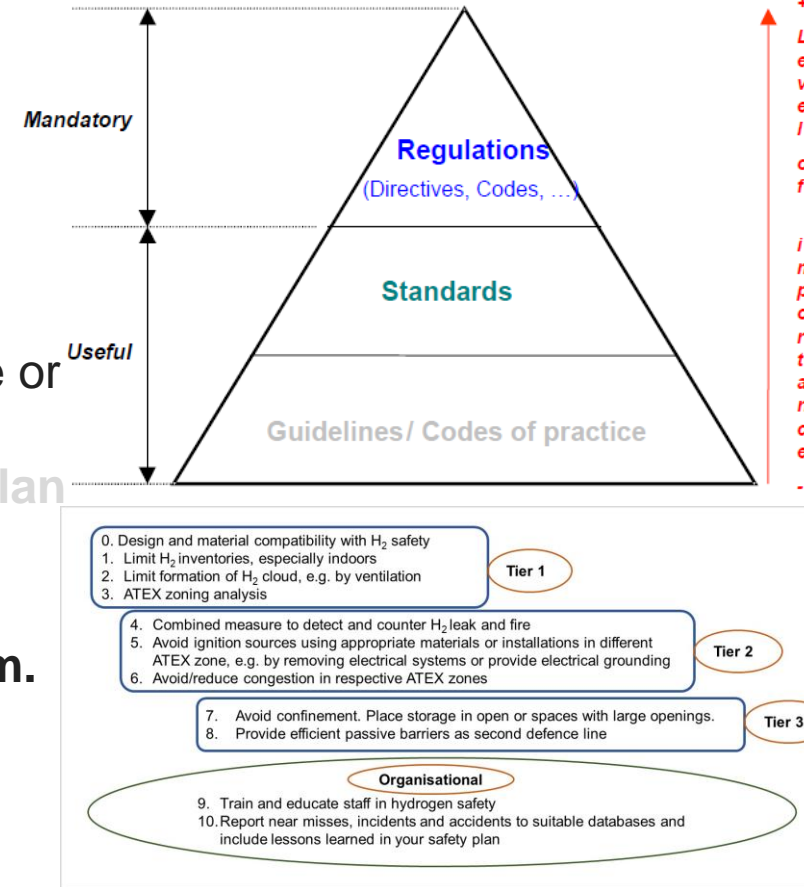 Mandatory
Regulations
(Directives, Codes, ...)
Useful
Standards
Guidelines/ Codes of practice
+
L
e
v
e
l
o
f
i
m
p
o
r
t
a
n
c
e
-
e or
lan
m.
0. Design and material compatibility with H₂ safety
1. Limit H₂ inventories, especially indoors
2. Limit formation of H₂ cloud, e.g. by ventilation
3. ATEX zoning analysis
Tier 1
4. Combined measure to detect and counter H₂ leak and fire
5. Avoid ignition sources using appropriate materials or installations in different
ATEX zone, e.g. by removing electrical systems or provide electrical grounding
6. Avoid/reduce congestion in respective ATEX zones
Tier 2
7. Avoid confinement. Place storage in open or spaces with large openings.
8. Provide efficient passive barriers as second defence line
Tier 3
Organisational
9. Train and educate staff in hydrogen safety
10. Report near misses, incidents and accidents to suitable databases and
include lessons learned in your safety plan